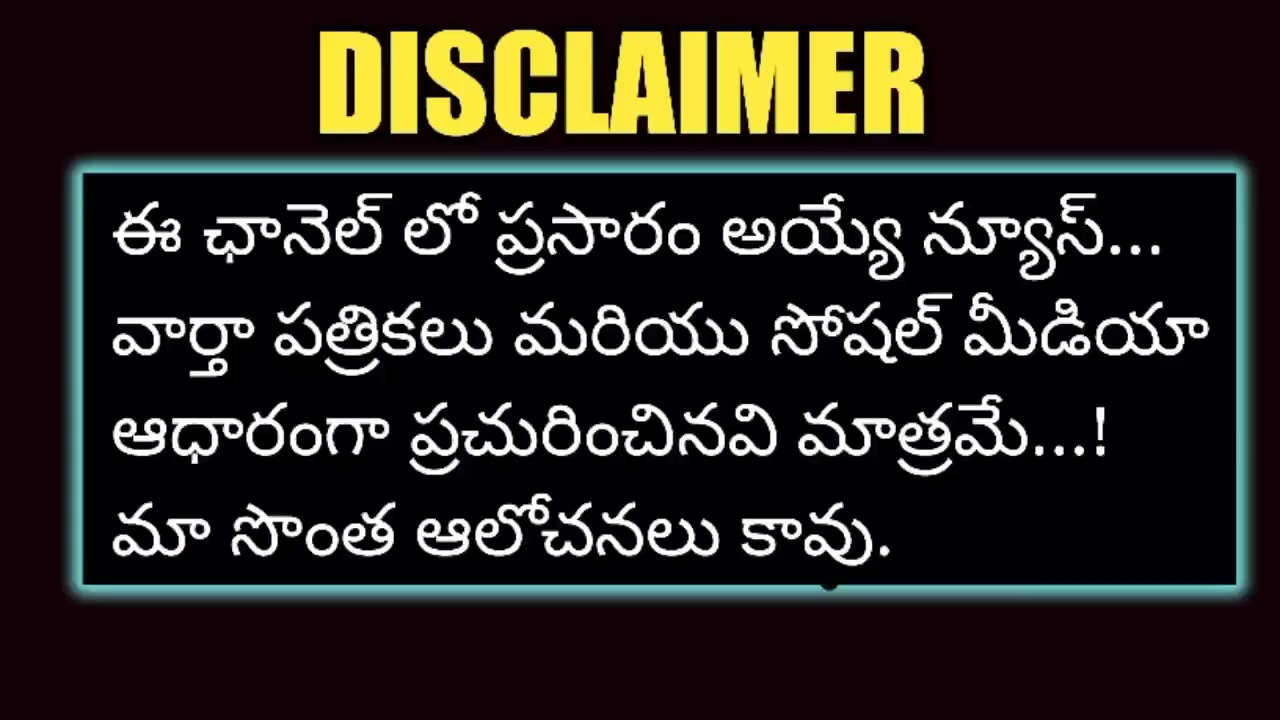 DISCLAIMER
ఈ ఛానెల్ లో ప్రసారం అయ్యే న్యూస్...
వార్తా పత్రికలు మరియు సోషల్ మీడియా
ఆధారంగా ప్రచురించినవి మాత్రమే...!
మా సొంత ఆలోచనలు కావు.